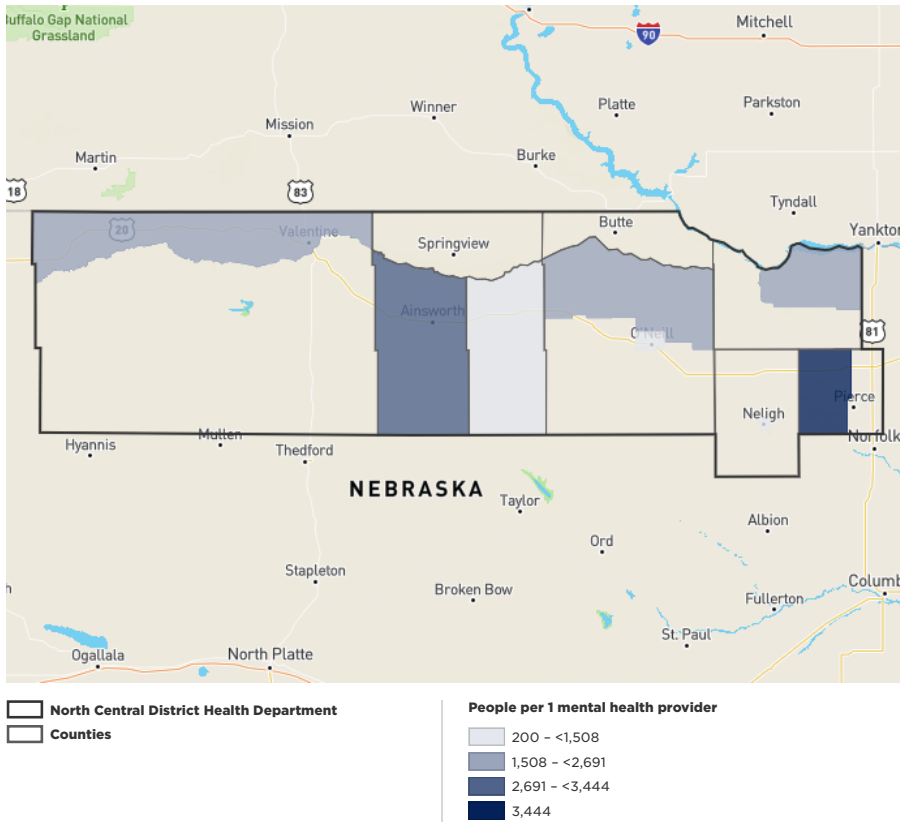 Buffalo Gap National
Grassland
90
Mitchell
Platte
Parkston
Winner
Mission
Burke
Martin
18
83
Tyndall
Butte
20
Valentine
Springview
Yankton
Ainsworth
O'Neill
81
Pierce
Neligh
Hyannis
Mullen
Thedford
Norfolk
NEBRASKA
Taylor
Albion
Ord
Stapleton
Broken Bow
Columb
Fullerton
St. Paul
Ogallala
North Platte
North Central District Health Department
Counties
People per 1 mental health provider
200 – <1,508
1,508 – <2,691
2,691 – <3,444
3,444